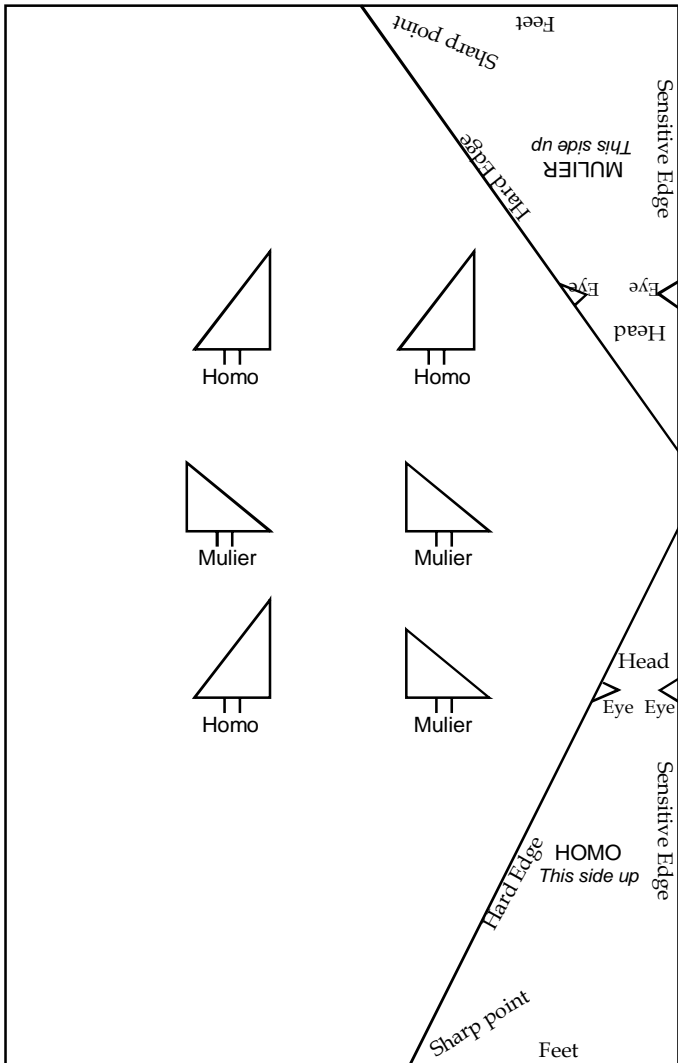 Feet
Sharp point
Sensitive Edge
Hard Edge
MULIER
This side up
Eye Eye
Head
Homo Homo
Mulier Mulier
Homo Mulier
Head
Eye Eye
Sensitive Edge
Hard Edge
HOMO
This side up
Sharp point
Feet